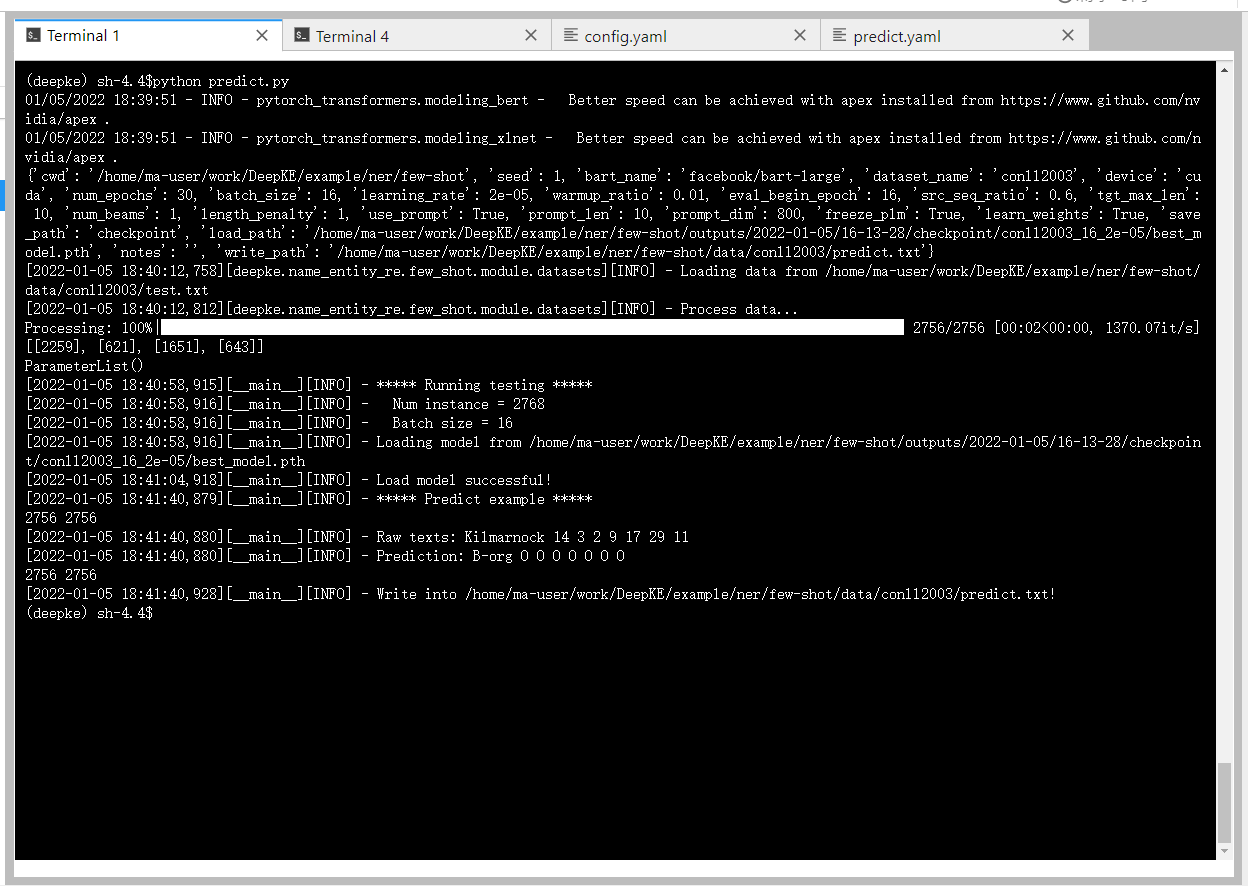 Terminal 1
Terminal 4
config.yaml
predict.yaml
(deepke) sh-4.4$python predict.py
01/05/2022 18:39:51 - INFO - pytorch_transformers.modeling_bert -   Better speed can be achieved with apex installed from https://www.github.com/nv
idia/apex .
01/05/2022 18:39:51 - INFO - pytorch_transformers.modeling_xlnet -   Better speed can be achieved with apex installed from https://www.github.com/n
vidia/apex .
{'cwd': '/home/ma-user/work/DeepKE/example/ner/few-shot', 'seed': 1, 'bart_name': 'facebook/bart-large', 'dataset_name': 'conll2003', 'device': 'cu
da', 'num_epochs': 30, 'batch_size': 16, 'learning_rate': 2e-05, 'warmup_ratio': 0.01, 'eval_begin_epoch': 16, 'src_seq_ratio': 0.6, 'tgt_max_len':
10, 'num_beams': 1, 'length_penalty': 1, 'use_prompt': True, 'prompt_len': 10, 'prompt_dim': 800, 'freeze_plm': True, 'learn_weights': True, 'save
_path': 'checkpoint', 'load_path': '/home/ma-user/work/DeepKE/example/ner/few-shot/outputs/2022-01-05/16-13-28/checkpoint/conll2003_16_2e-05/best_m
odel.pth', 'notes': '', 'write_path': '/home/ma-user/work/DeepKE/example/ner/few-shot/data/conll2003/predict.txt'}
[2022-01-05 18:40:12,758][deepke.name_entity_re.few_shot.module.datasets][INFO] - Loading data from /home/ma-user/work/DeepKE/example/ner/few-shot/
data/conll2003/test.txt
[2022-01-05 18:40:12,812][deepke.name_entity_re.few_shot.module.datasets][INFO] - Process data...
Processing: 100%| 2756/2756 [00:02<00:00, 1370.07it/s]
[[2259], [621], [1651], [643]]
ParameterList()
[2022-01-05 18:40:58,915][__main__][INFO] - ***** Running testing *****
[2022-01-05 18:40:58,916][__main__][INFO] -   Num instance = 2768
[2022-01-05 18:40:58,916][__main__][INFO] -   Batch size = 16
[2022-01-05 18:40:58,916][__main__][INFO] - Loading model from /home/ma-user/work/DeepKE/example/ner/few-shot/outputs/2022-01-05/16-13-28/checkpoin
t/conll2003_16_2e-05/best_model.pth
[2022-01-05 18:41:04,918][__main__][INFO] - Load model successful!
[2022-01-05 18:41:40,879][__main__][INFO] - ***** Predict example *****
2756 2756
[2022-01-05 18:41:40,880][__main__][INFO] - Raw texts: Kilmarnock 14 3 2 9 17 29 11
[2022-01-05 18:41:40,880][__main__][INFO] - Prediction: B-org O O O O O O O
2756 2756
[2022-01-05 18:41:40,928][__main__][INFO] - Write into /home/ma-user/work/DeepKE/example/ner/few-shot/data/conll2003/predict.txt!
(deepke) sh-4.4$